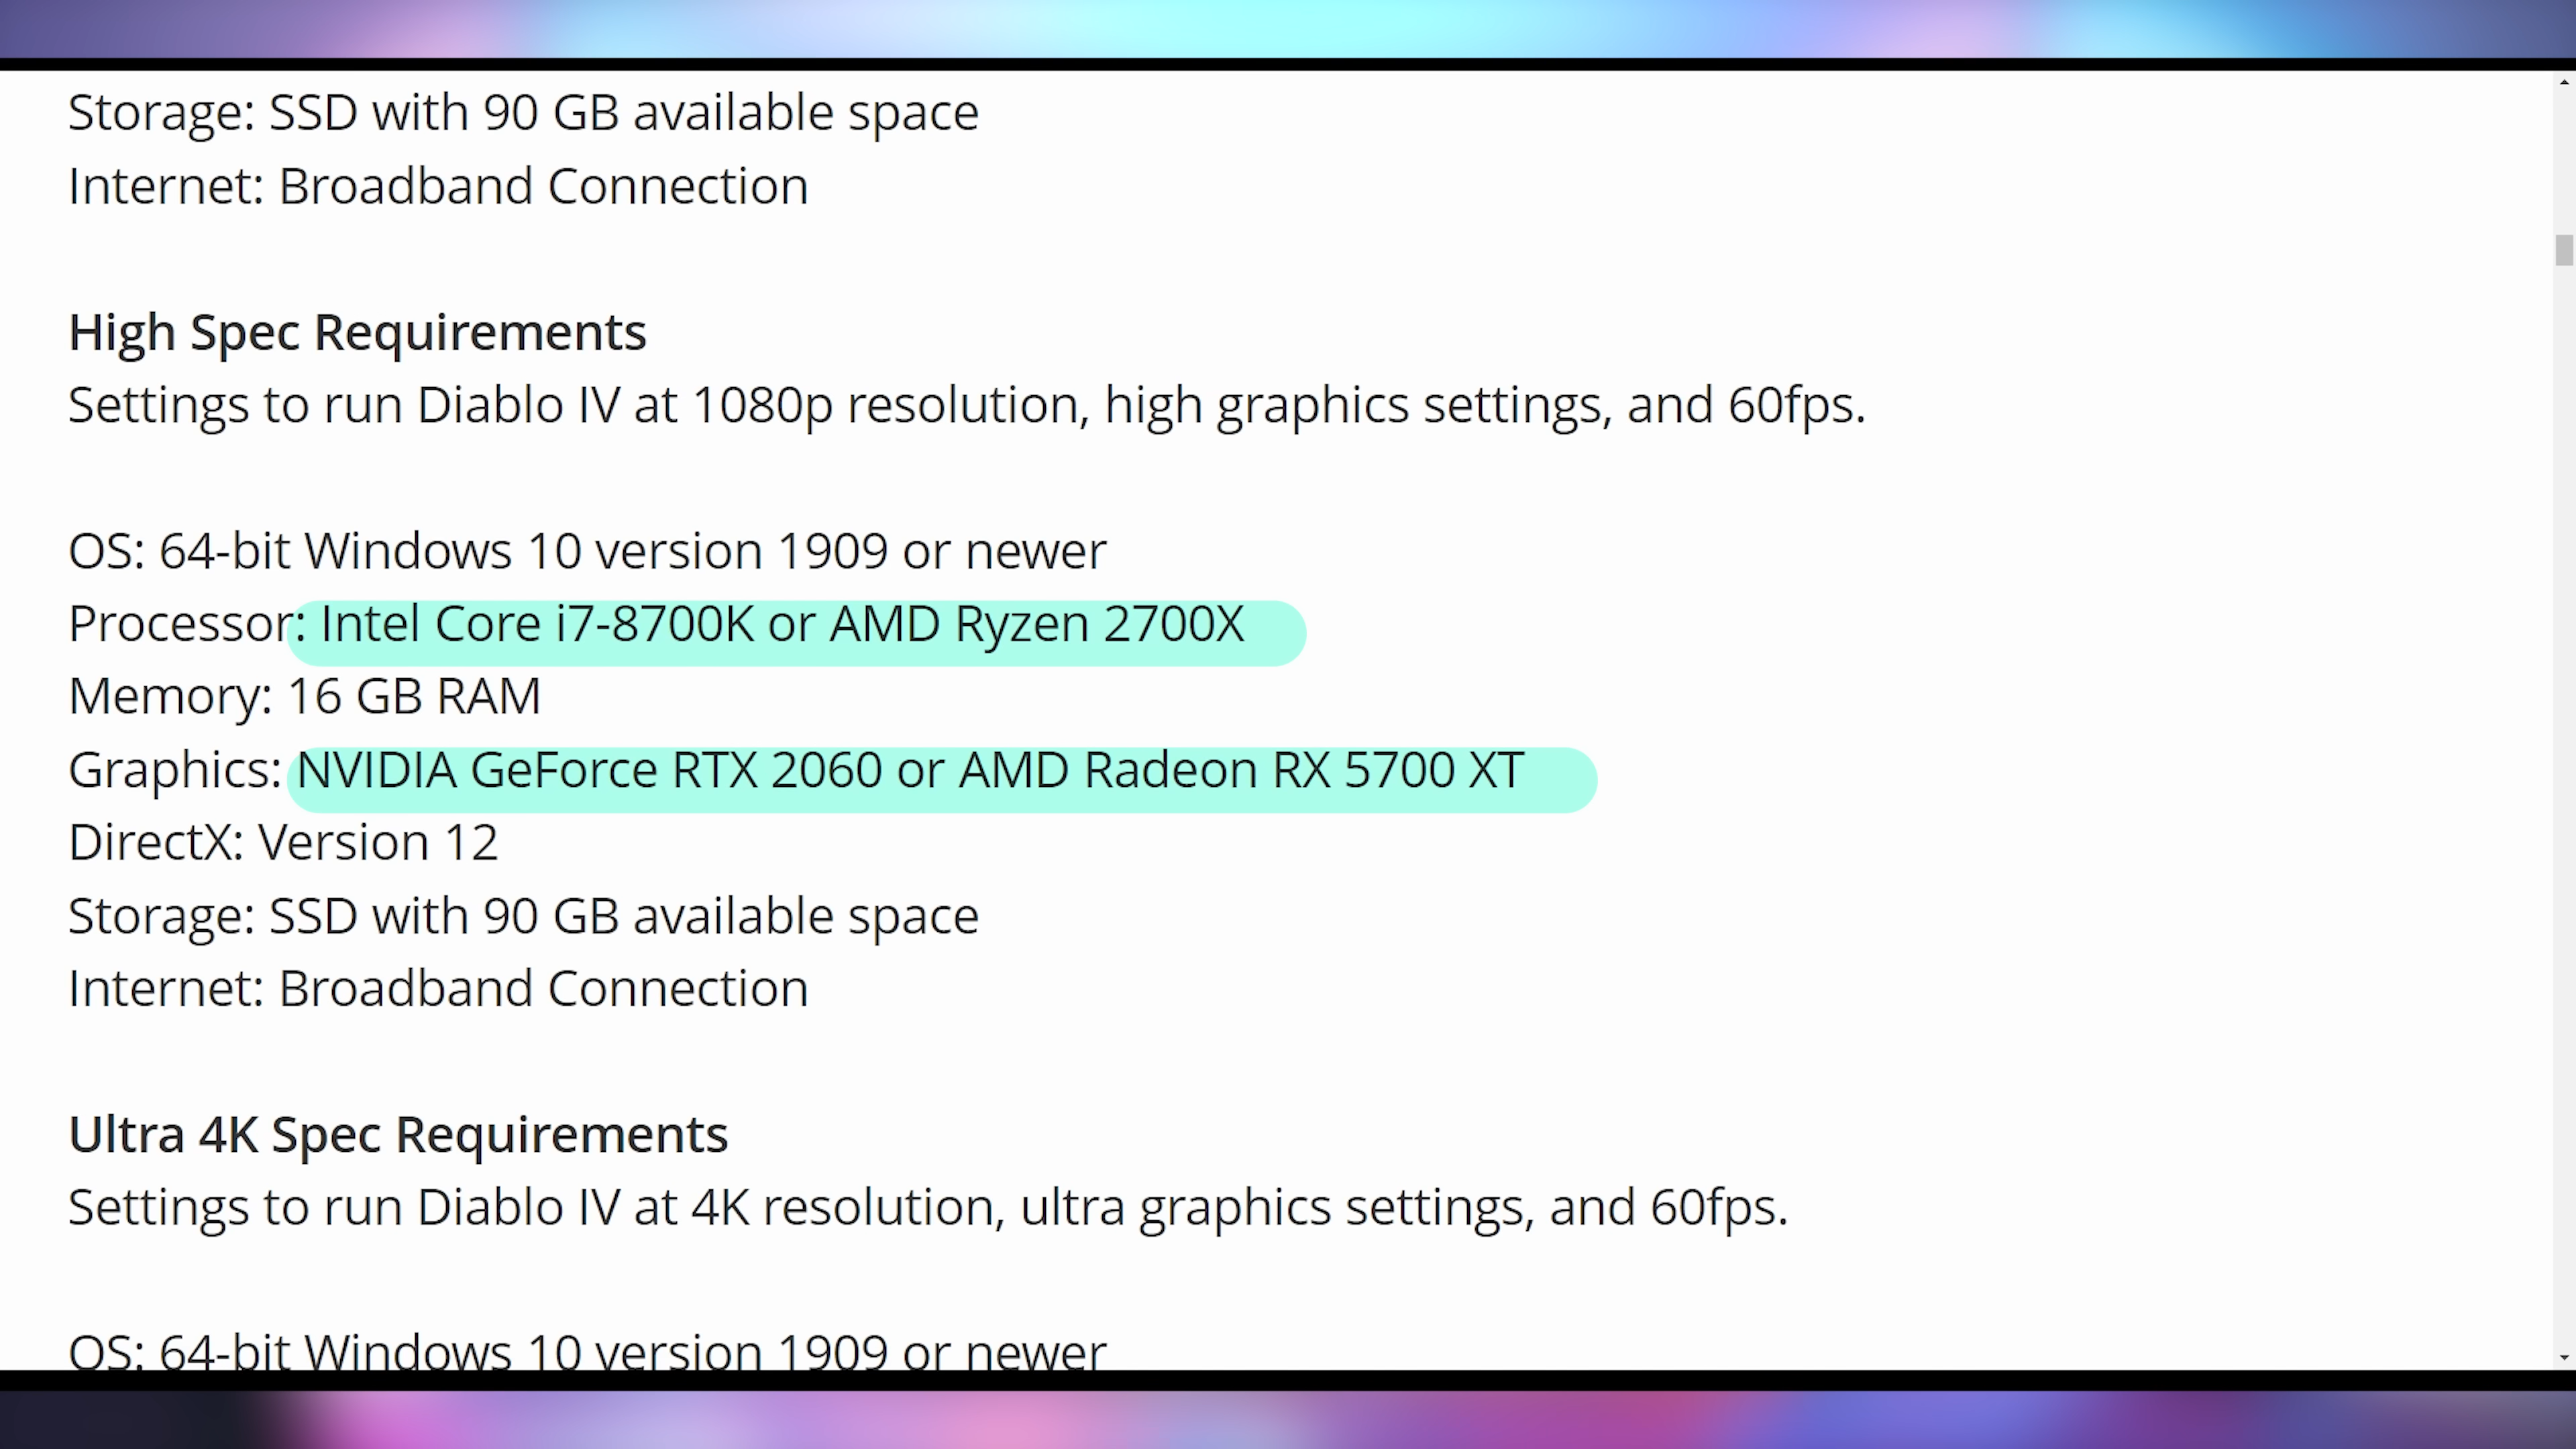 Storage: SSD with 90 GB available space
Internet: Broadband Connection
High Spec Requirements
Settings to run Diablo IV at 1080p resolution, high graphics settings, and 60fps.
OS: 64-bit Windows 10 version 1909 or newer
Processor: Intel Core i7-8700K or AMD Ryzen 2700X
Memory: 16 GB RAM
Graphics: NVIDIA GeForce RTX 2060 or AMD Radeon RX 5700 XT
DirectX: Version 12
Storage: SSD with 90 GB available space
Internet: Broadband Connection
Ultra 4K Spec Requirements
Settings to run Diablo IV at 4K resolution, ultra graphics settings, and 60fps.
OS: 64-bit Windows 10 version 1909 or newer